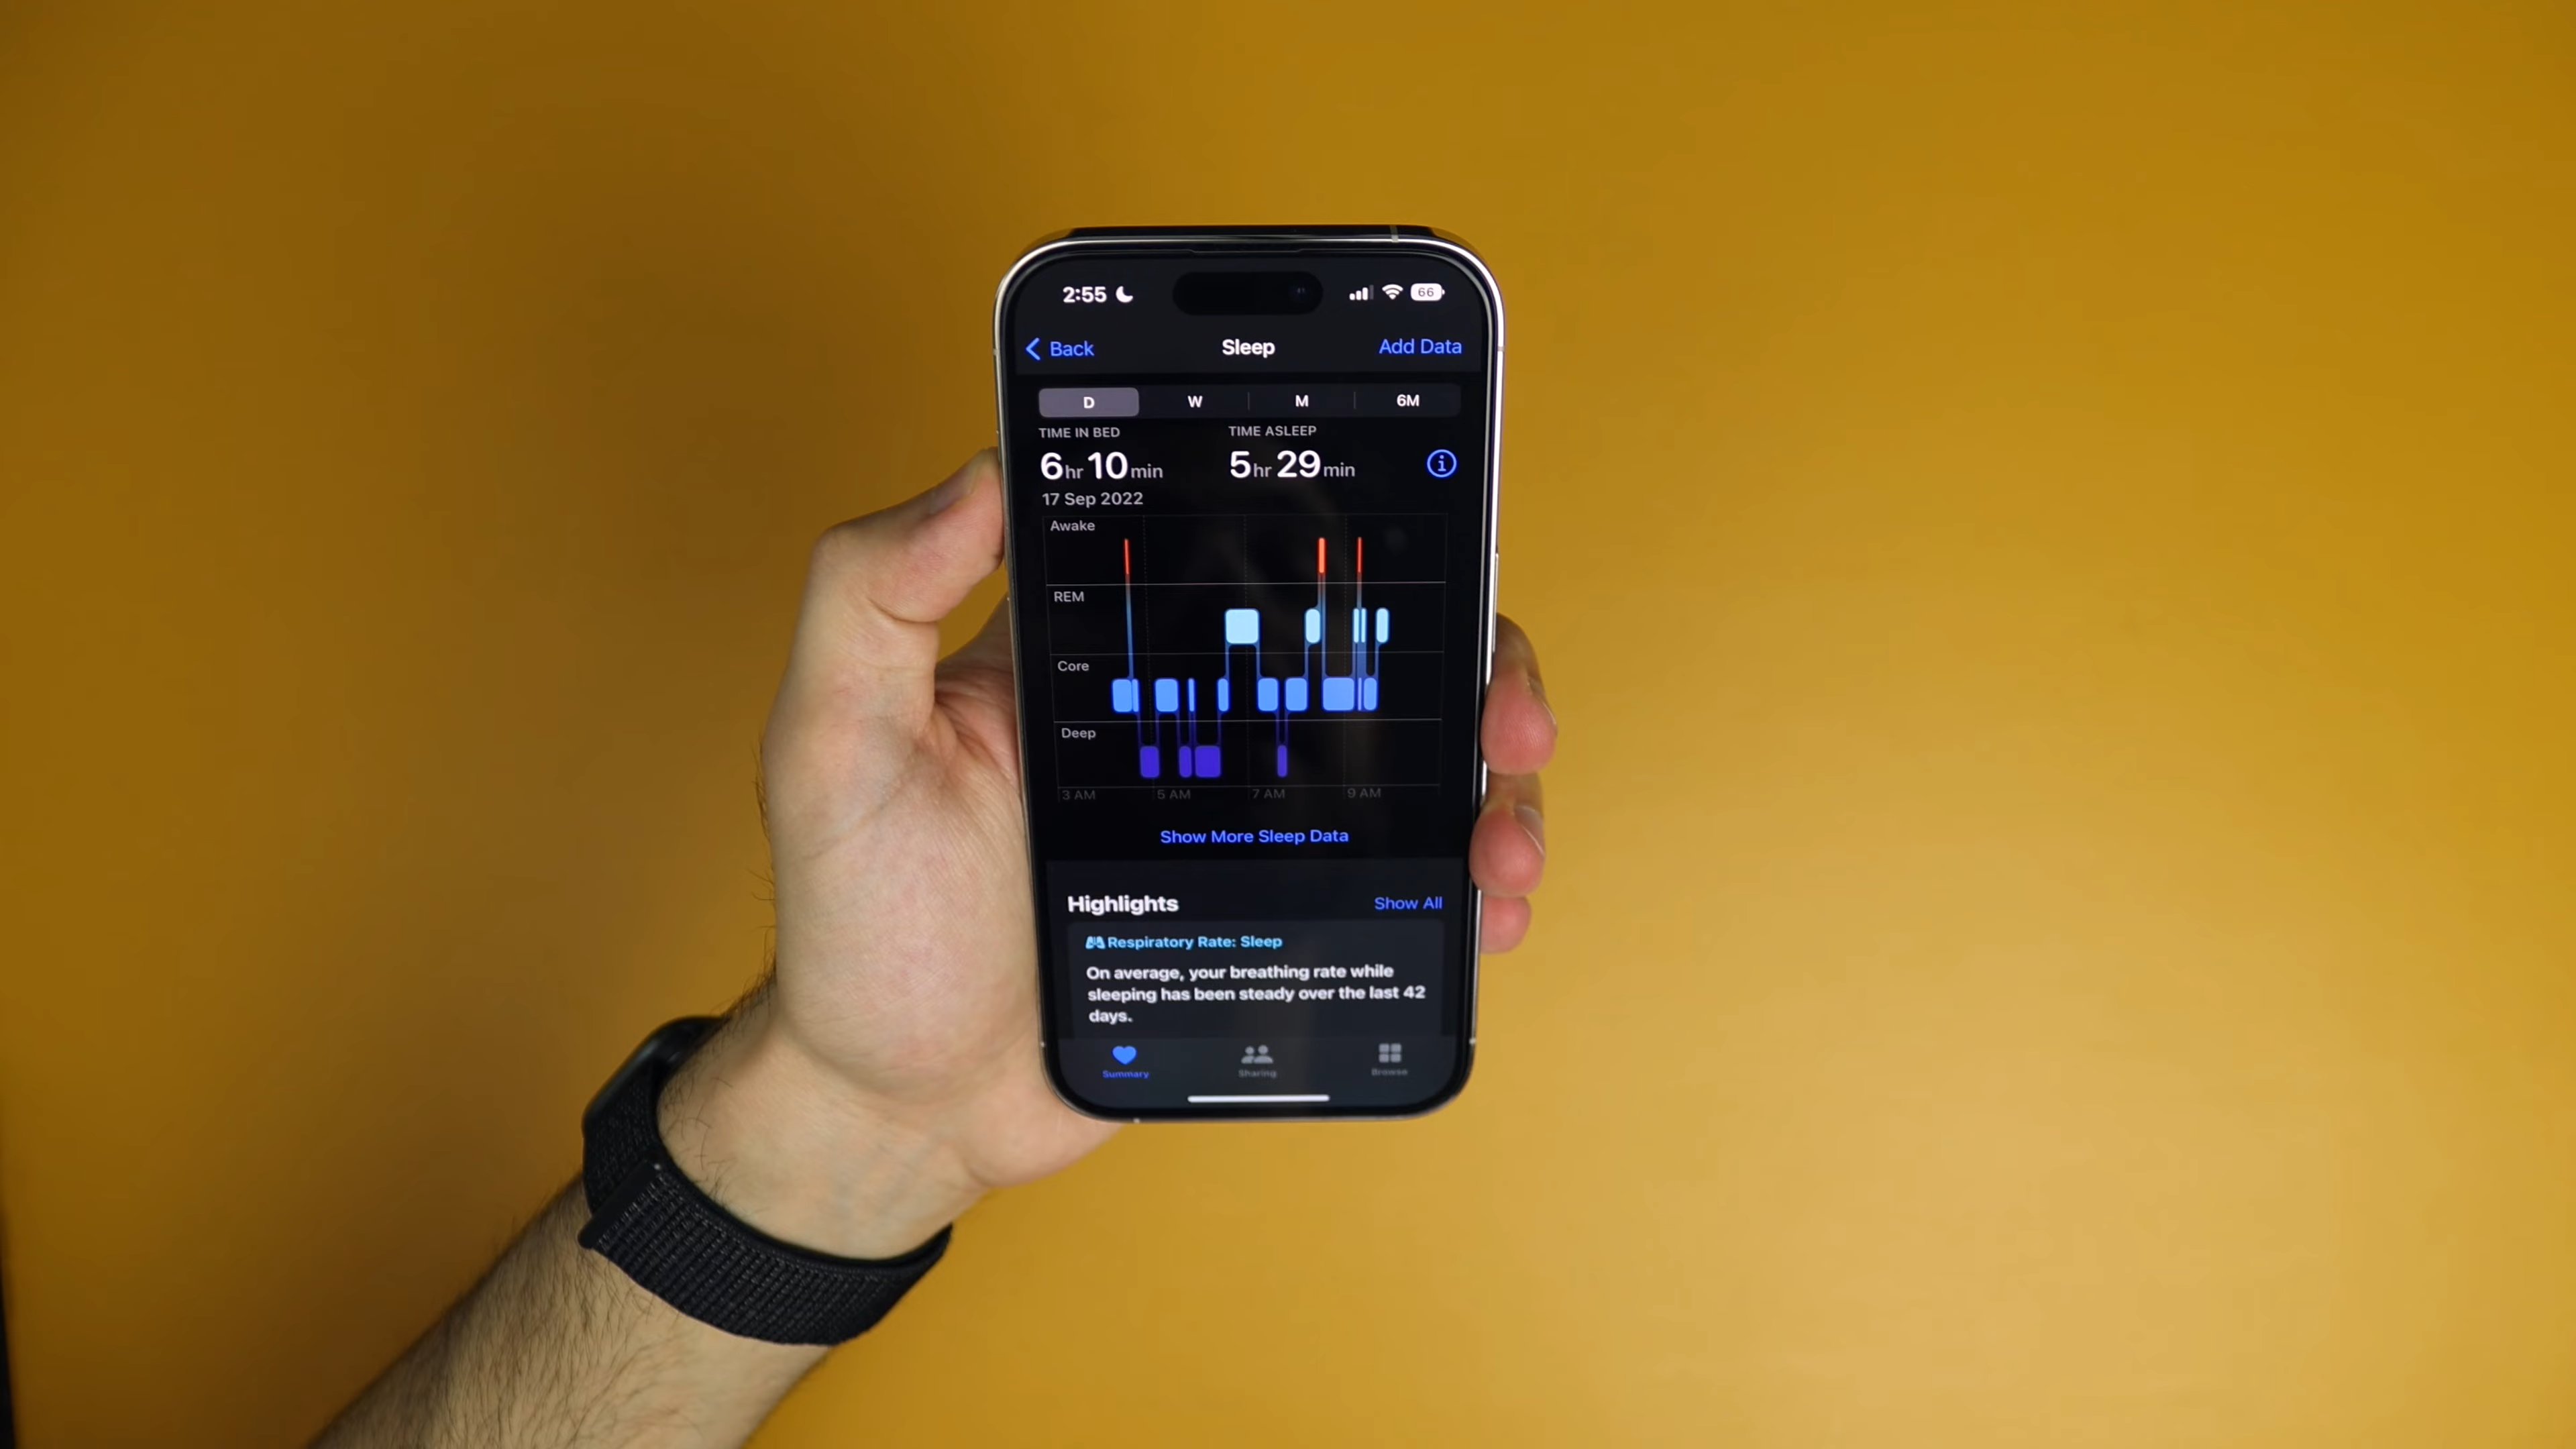 2:55 66
Back Sleep Add Data
D W M 6M
TIME IN BED TIME ASLEEP
6hr 10min 5hr 29min
17 Sep 2022
Awake
REM
Core
Deep
3 AM 5 AM 7 AM 9 AM
Show More Sleep Data
Highlights Show All
Respiratory Rate: Sleep
On average, your breathing rate while
sleeping has been steady over the last 42
days.
Summary Sharing Browse